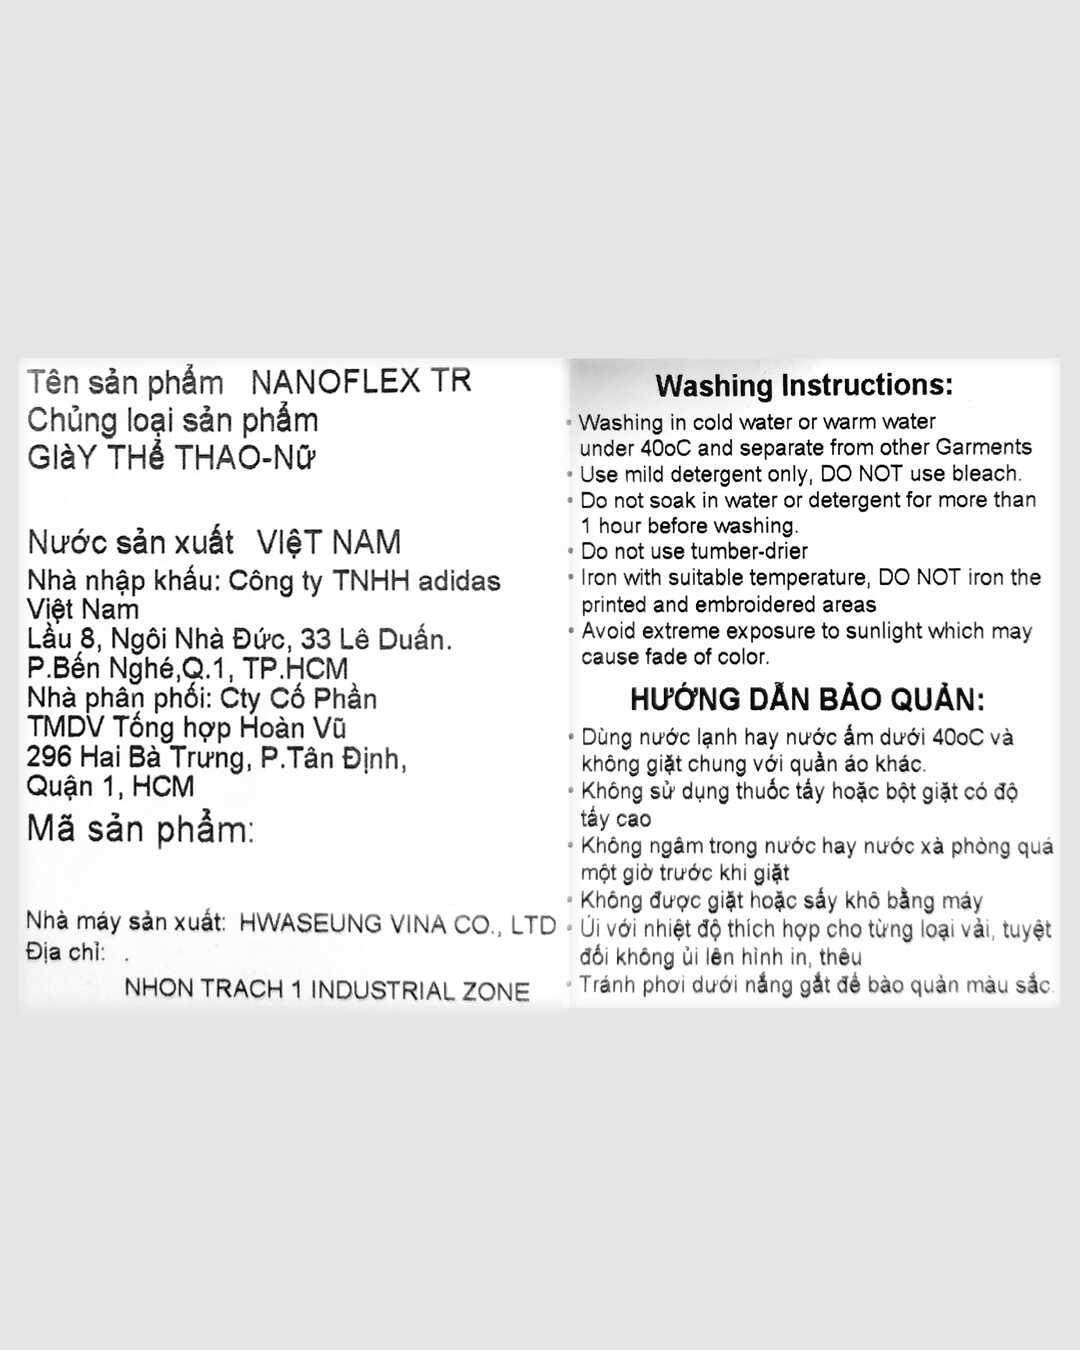 Tên sản phẩm NANOFLEX TR
Chủng loại sản phẩm
GIàY THể THAO-Nữ
Nước sản xuất VIệT NAM
Nhà nhập khẩu: Công ty TNHH adidas
Việt Nam
Lầu 8, Ngôi Nhà Đức, 33 Lê Duẩn.
P.Bến Nghé,Q.1, TP.HCM
Nhà phân phối: Cty Cổ Phần
TMDV Tổng hợp Hoàn Vũ
296 Hai Bà Trưng, P.Tân Định,
Quận 1, HCM
Mã sản phẩm:
Nhà máy sản xuất: HWASEUNG VINA CO., LTD
Địa chỉ: .
NHON TRACH 1 INDUSTRIAL ZONE
Washing Instructions:
• Washing in cold water or warm water
under 40oC and separate from other Garments
• Use mild detergent only, DO NOT use bleach.
• Do not soak in water or detergent for more than
1 hour before washing.
• Do not use tumber-drier
• Iron with suitable temperature, DO NOT iron the
printed and embroidered areas
• Avoid extreme exposure to sunlight which may
cause fade of color.
HƯỚNG DẪN BẢO QUẢN:
• Dùng nước lạnh hay nước ấm dưới 40oC và
không giặt chung với quần áo khác.
• Không sử dụng thuốc tẩy hoặc bột giặt có độ
tẩy cao
• Không ngâm trong nước hay nước xà phòng quá
một giờ trước khi giặt
• Không được giặt hoặc sấy khô bằng máy
• Ủi với nhiệt độ thích hợp cho từng loại vải, tuyệt
đối không ủi lên hình in, thêu
• Tránh phơi dưới nắng gắt để bảo quản màu sắc.